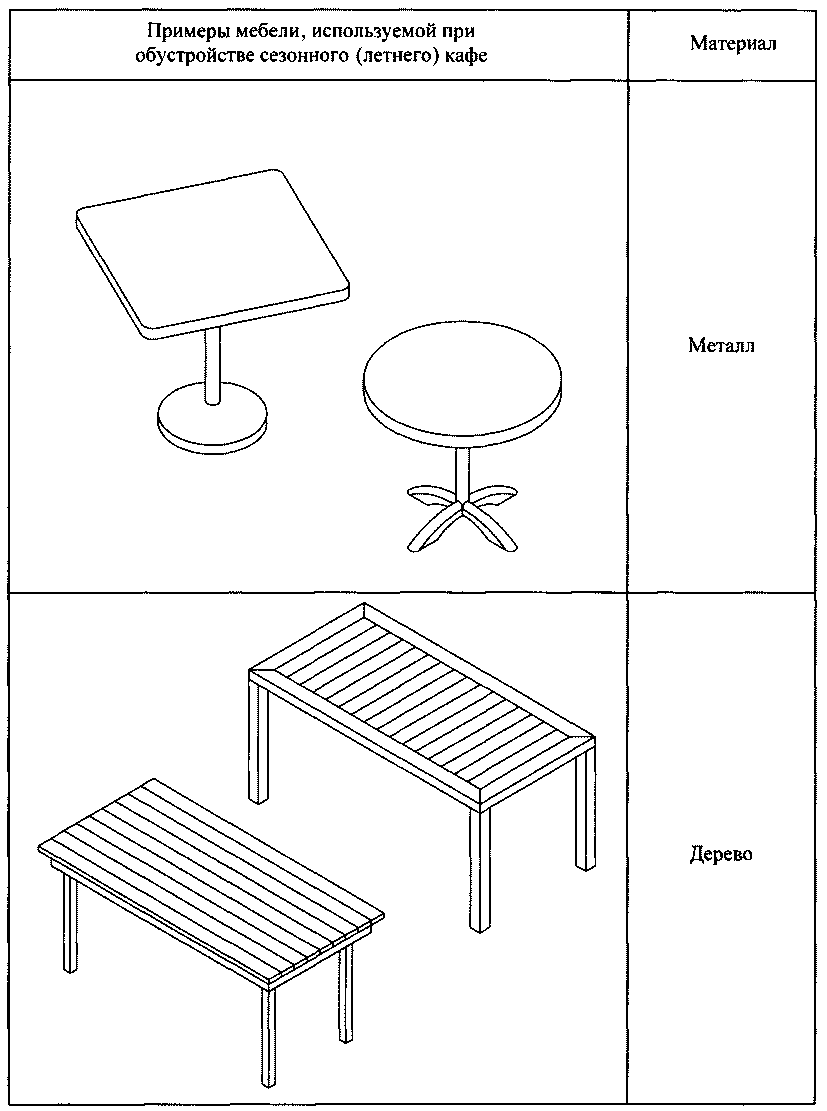 Примеры мебели, используемой при
обустройстве сезонного (летнего) кафе
Материал
Металл
Дерево